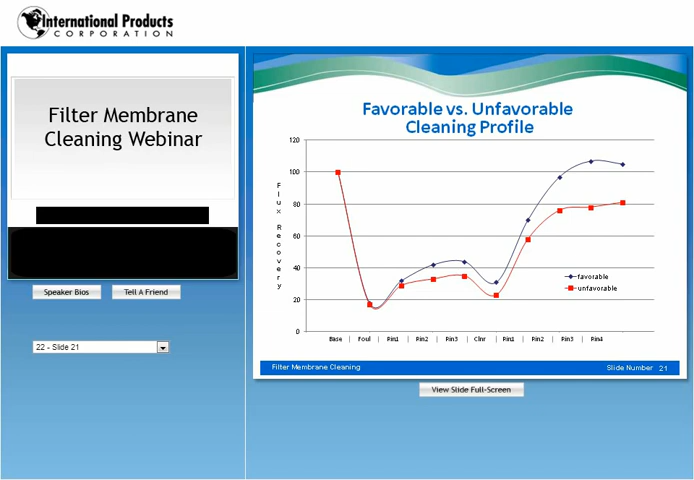 International Products
CORPORATION
Filter Membrane
Cleaning Webinar
Speaker Bios
Tell A Friend
22 - Slide 21
Favorable vs. Unfavorable
Cleaning Profile
Flux Recovery
120
100
80
60
40
20
0
favorable
unfavorable
Base | Foul | Rin1 | Rin2 | Rin3 | Clnr | Rin1 | Rin2 | Rin3 | Rin4
Filter Membrane Cleaning
Slide Number 21
View Slide Full-Screen